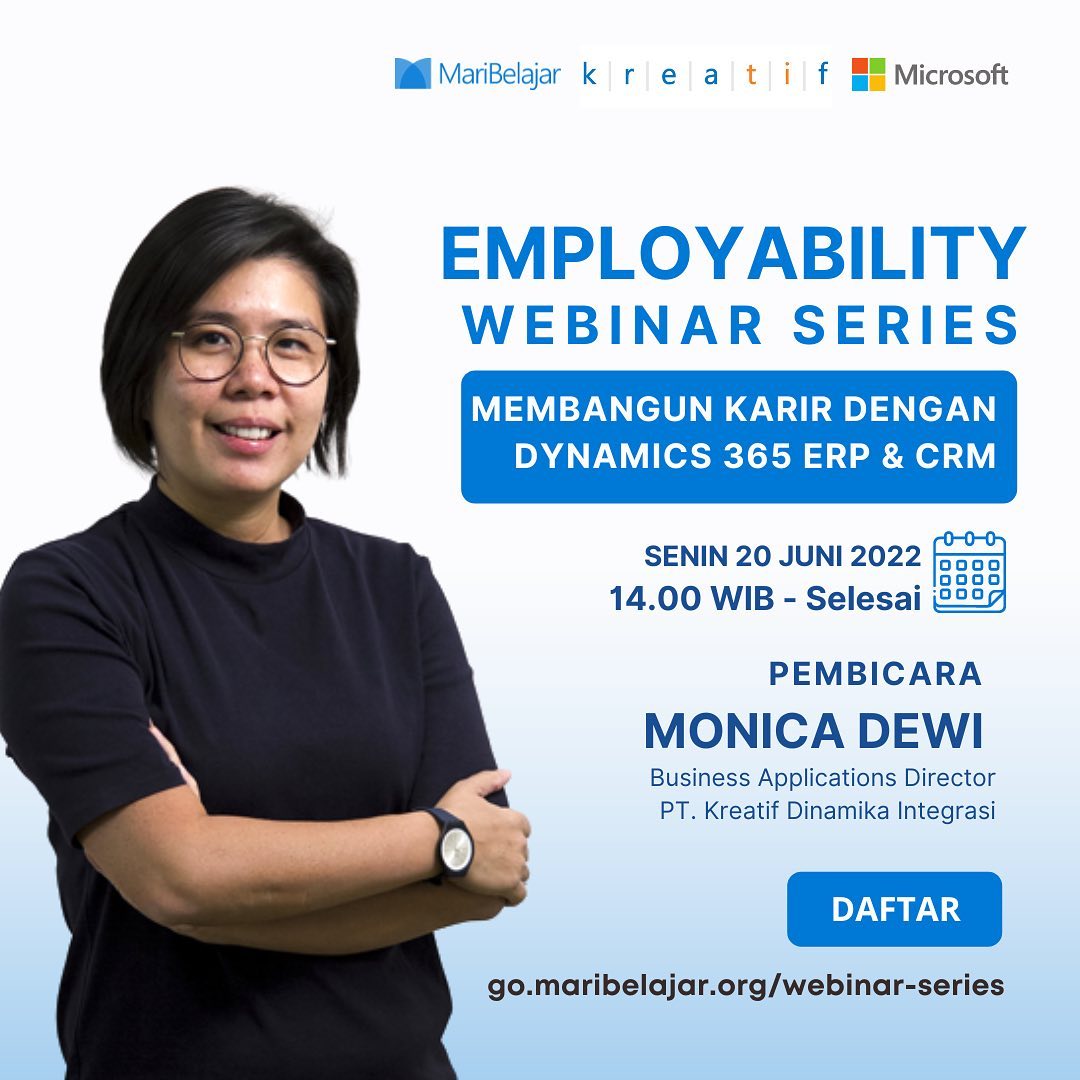 MariBelajar k|r|e|a|t|i|f Microsoft
EMPLOYABILITY
WEBINAR SERIES
MEMBANGUN KARIR DENGAN
DYNAMICS 365 ERP & CRM
SENIN 20 JUNI 2022
14.00 WIB - Selesai
PEMBICARA
MONICA DEWI
Business Applications Director
PT. Kreatif Dinamika Integrasi
DAFTAR
go.maribelajar.org/webinar-series